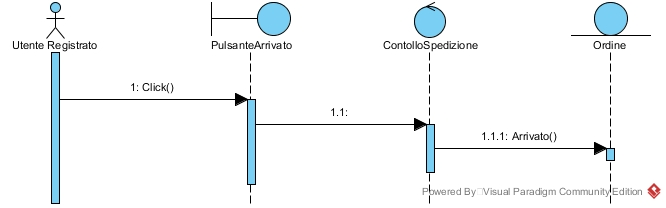 Utente Registrato
PulsanteArrivato
ContolloSpedizione
Ordine
1: Click()
1.1:
1.1.1: Arrivato()
Powered By Visual Paradigm Community Edition